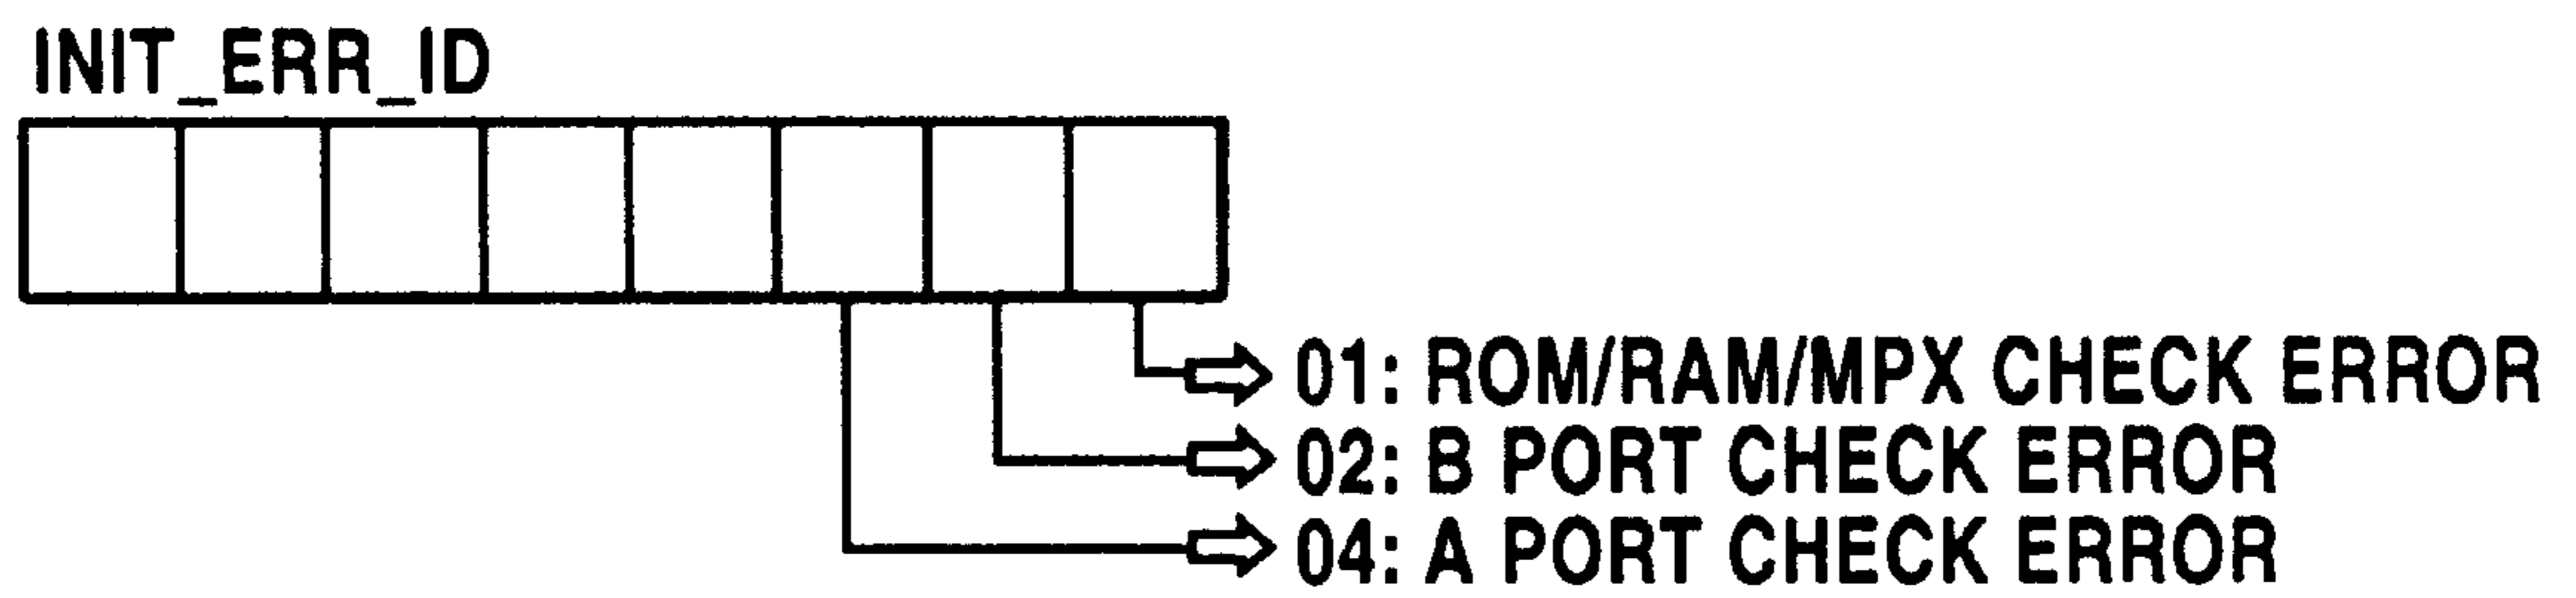 INIT_ERR_ID
01: ROM/RAM/MPX CHECK ERROR
02: B PORT CHECK ERROR
04: A PORT CHECK ERROR